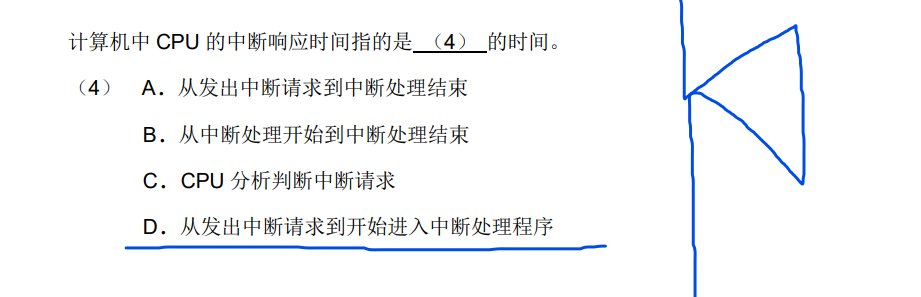 计算机中 CPU 的中断响应时间指的是 （4） 的时间。
（4） A．从发出中断请求到中断处理结束
B．从中断处理开始到中断处理结束
C．CPU 分析判断中断请求
D．从发出中断请求到开始进入中断处理程序